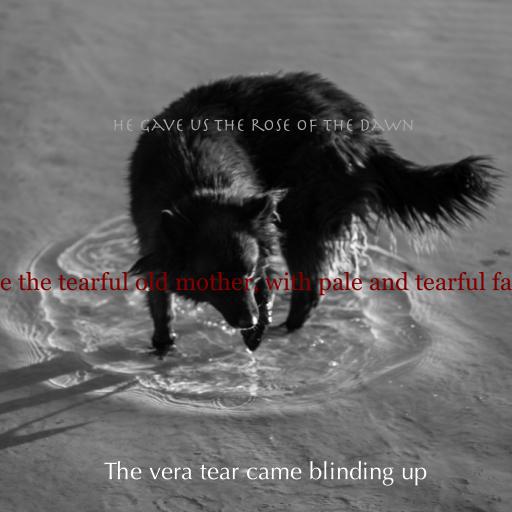 HE GAVE US THE ROSE OF THE DAWN
the tearful old mother, with pale and tearful
The vera tear came blinding up